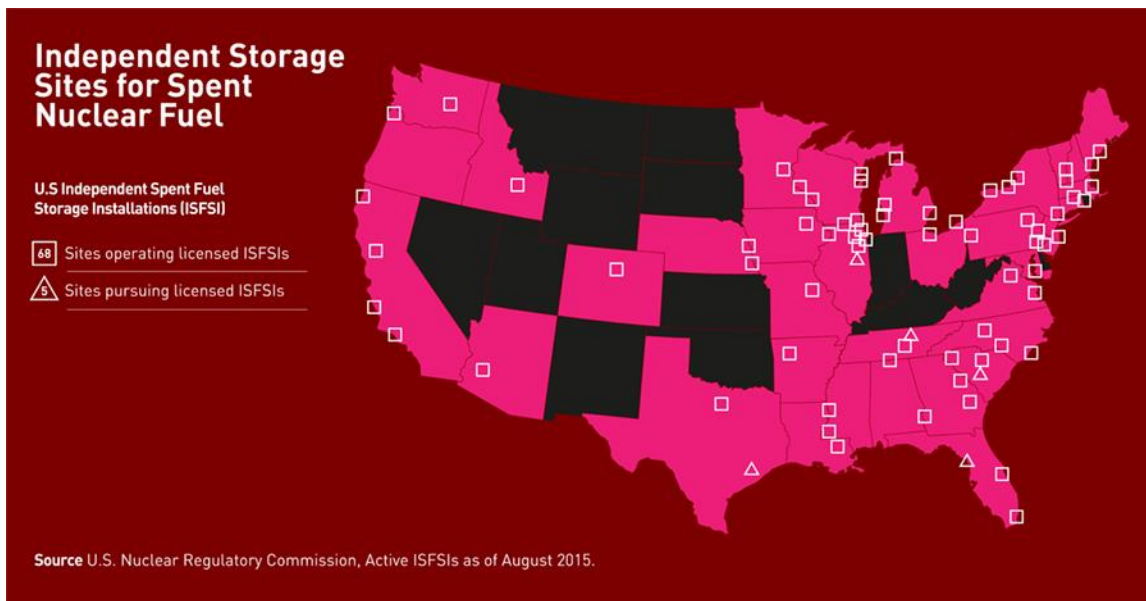 Independent Storage
Sites for Spent
Nuclear Fuel
U.S Independent Spent Fuel
Storage Installations (ISFSI)
68 Sites operating licensed ISFSIs
5 Sites pursuing licensed ISFSIs
Source U.S. Nuclear Regulatory Commission, Active ISFSIs as of August 2015.